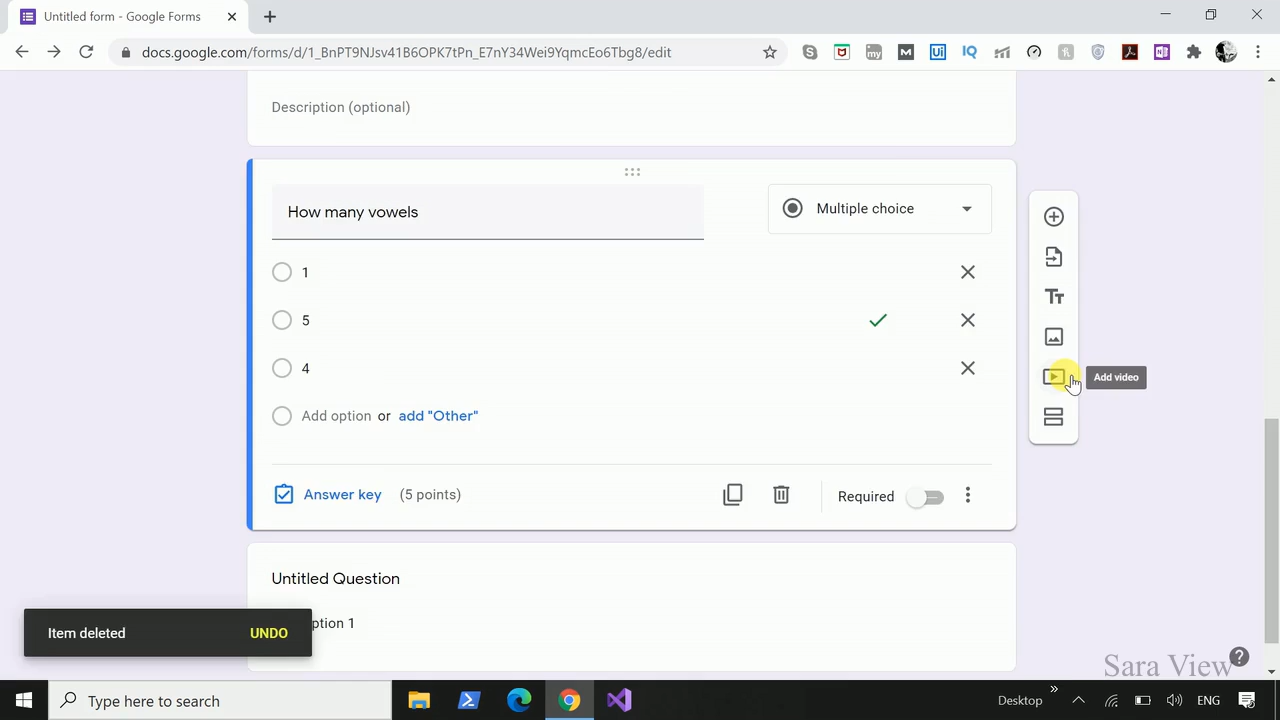 Untitled form - Google Forms
docs.google.com/forms/d/1_BnPT9NJsv41B6OPK7tPn_E7nY34Wei9YqmcEo6Tbg8/edit
Description (optional)
How many vowels
Multiple choice
1
5
4
Add option or add "Other"
Add video
Answer key (5 points)
Required
Untitled Question
ption 1
Item deleted UNDO
Sara View
Type here to search
Desktop
ENG